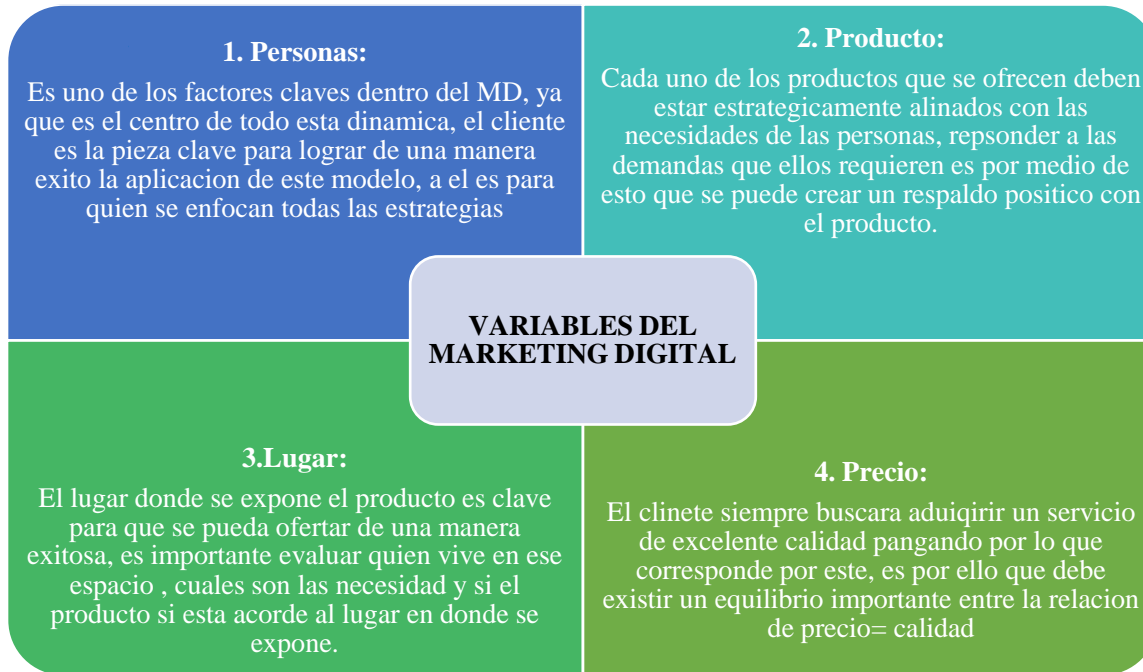 1. Personas:
Es uno de los factores claves dentro del MD, ya
que es el centro de todo esta dinamica, el cliente
es la pieza clave para lograr de una manera
exito la aplicacion de este modelo, a el es para
quien se enfocan todas las estrategias
2. Producto:
Cada uno de los productos que se ofrecen deben
estar estrategicamente alinados con las
necesidades de las personas, repsonder a las
demandas que ellos requieren es por medio de
esto que se puede crear un respaldo positico con
el producto.
VARIABLES DEL
MARKETING DIGITAL
3.Lugar:
El lugar donde se expone el producto es clave
para que se pueda ofertar de una manera
exitosa, es importante evaluar quien vive en ese
espacio , cuales son las necesidad y si el
producto si esta acorde al lugar en donde se
expone.
4. Precio:
El clinete siempre buscara aduiqirir un servicio
de excelente calidad pangando por lo que
corresponde por este, es por ello que debe
existir un equilibrio importante entre la relacion
de precio= calidad